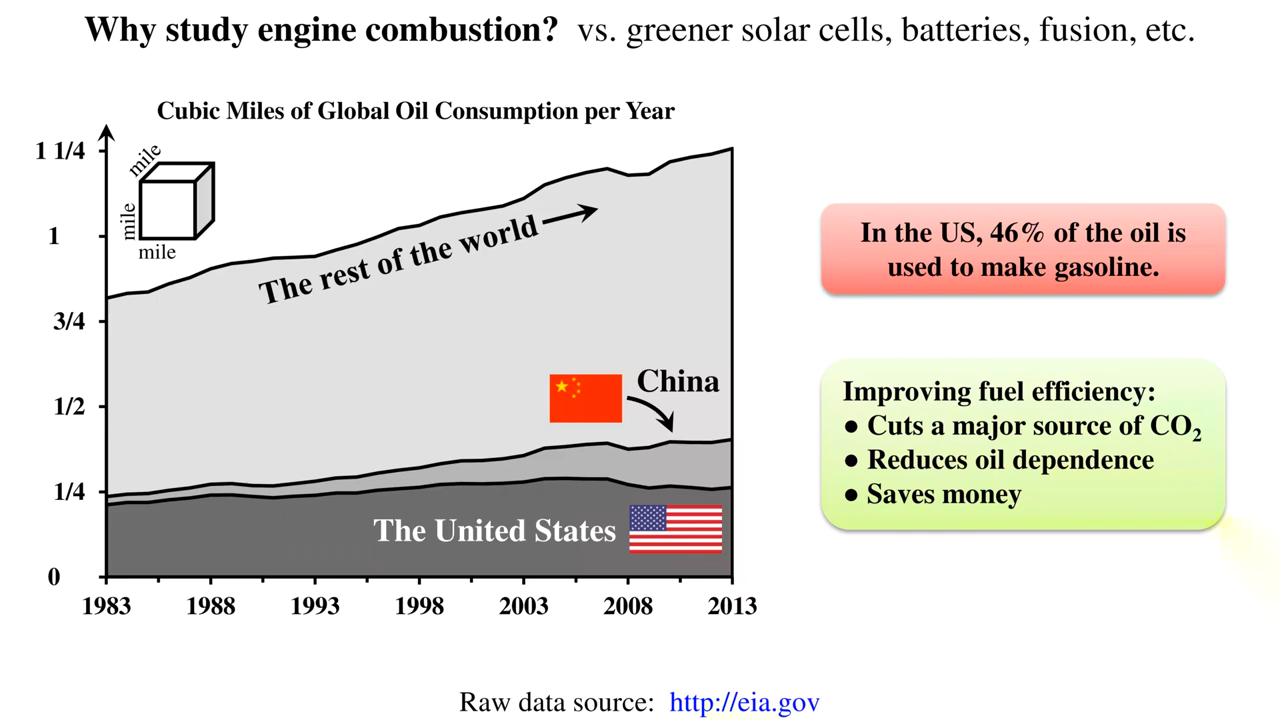 Why study engine combustion? vs. greener solar cells, batteries, fusion, etc.
Cubic Miles of Global Oil Consumption per Year
1 1/4
1
3/4
1/2
1/4
0
mile
mile
mile
The rest of the world
China
The United States
1983 1988 1993 1998 2003 2008 2013
In the US, 46% of the oil is
used to make gasoline.
Improving fuel efficiency:
● Cuts a major source of CO₂
● Reduces oil dependence
● Saves money
Raw data source: http://eia.gov